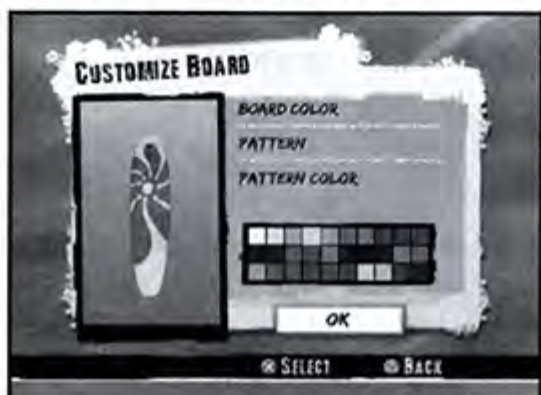 CUSTOMIZE BOARD
BOARD COLOR
PATTERN
PATTERN COLOR
OK
SELECT BACK